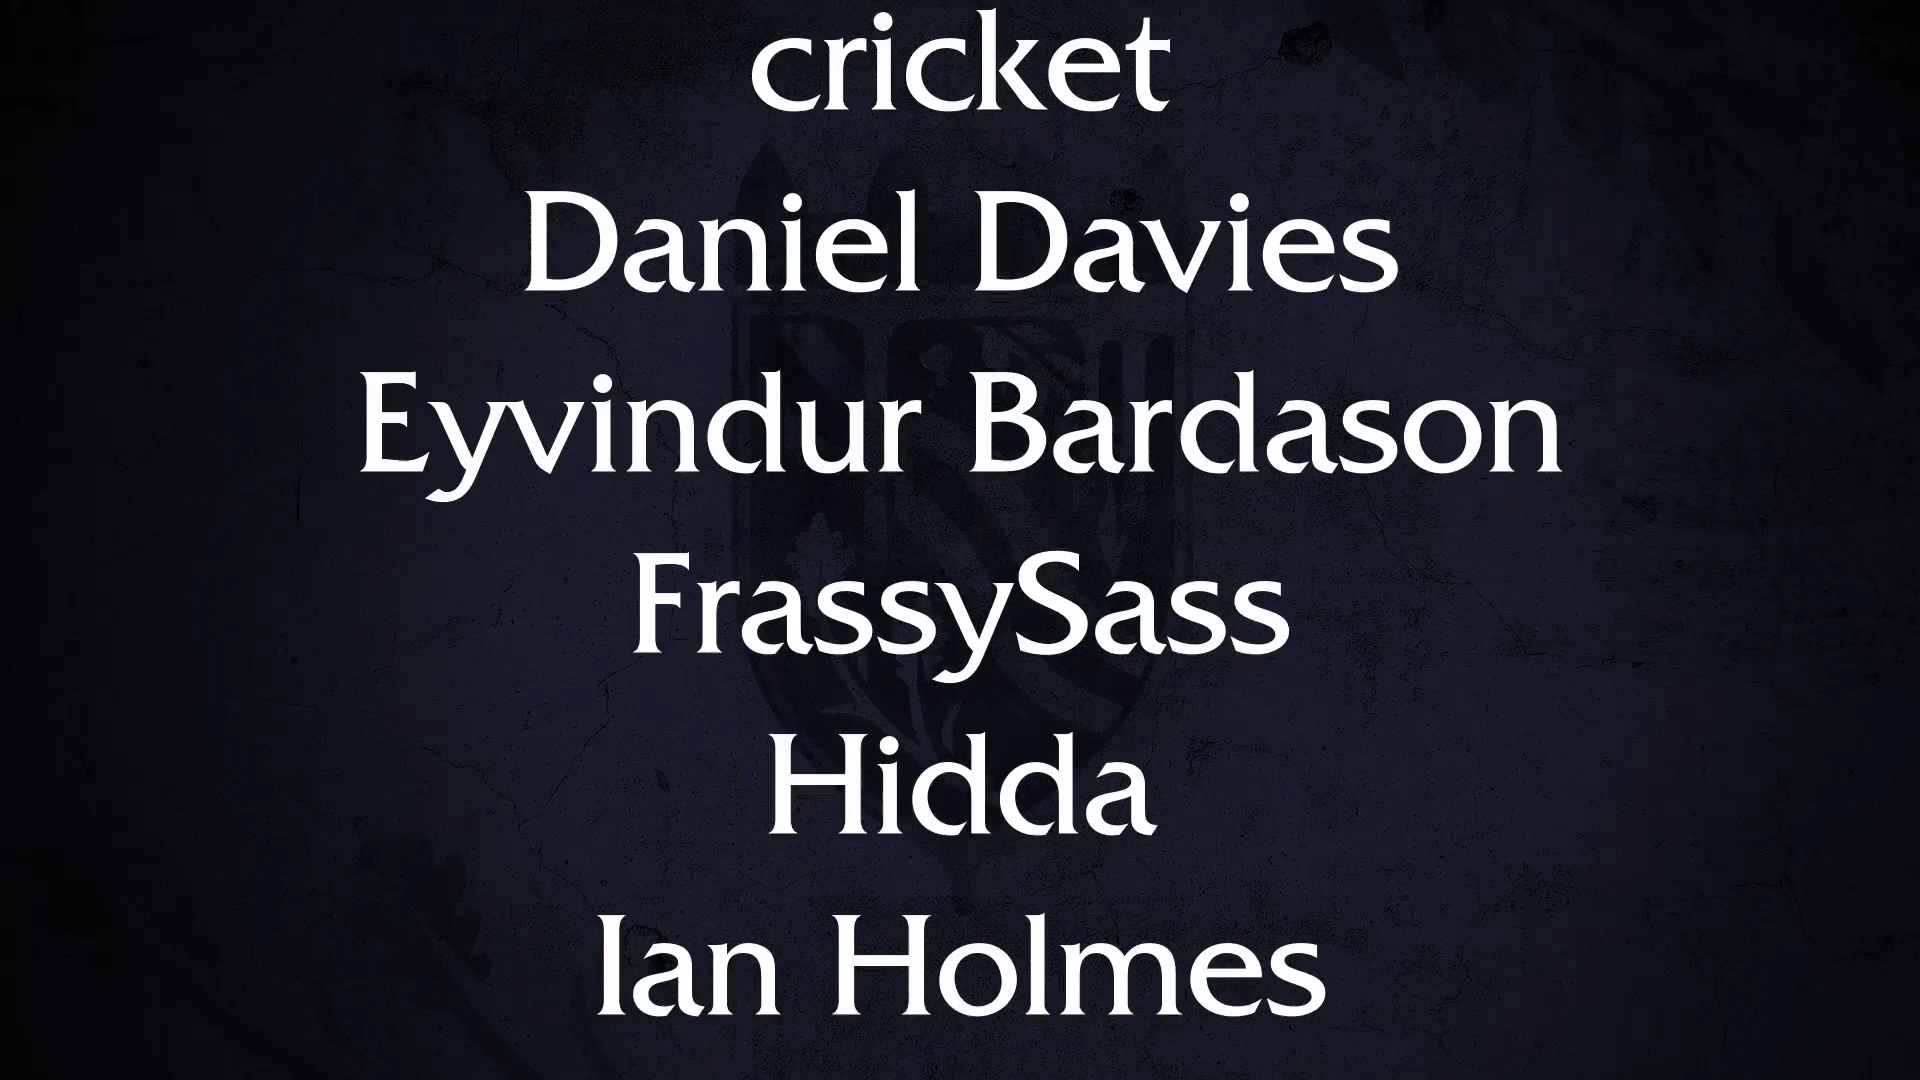 cricket
Daniel Davies
Eyvindur Bardason
FrassySass
Hidda
Ian Holmes